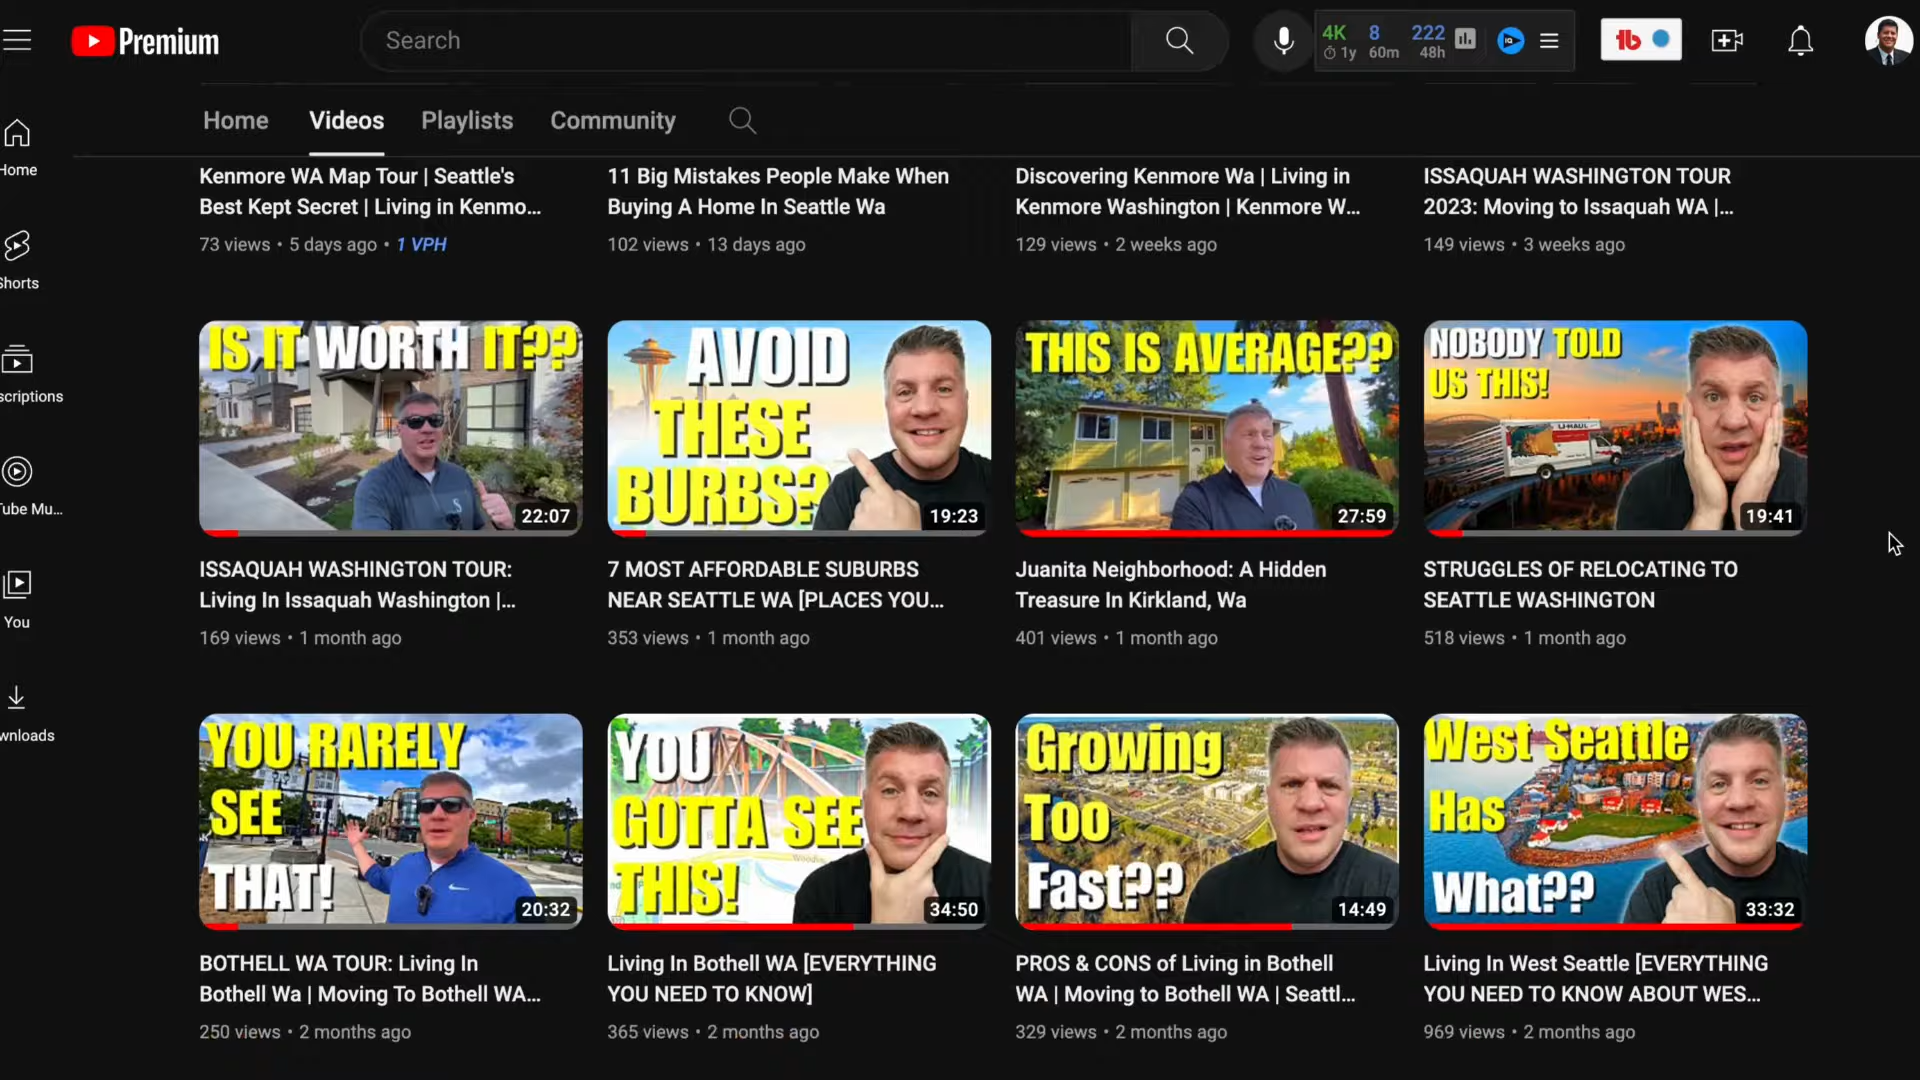 Premium
Search
4K 8 222
1y 60m 48h
tb
Home Videos Playlists Community
Home
Shorts
scriptions
Tube Mu...
You
wnloads
Kenmore WA Map Tour | Seattle's
Best Kept Secret | Living in Kenmo...
73 views • 5 days ago • 1 VPH
11 Big Mistakes People Make When
Buying A Home In Seattle Wa
102 views • 13 days ago
Discovering Kenmore Wa | Living in
Kenmore Washington | Kenmore W...
129 views • 2 weeks ago
ISSAQUAH WASHINGTON TOUR
2023: Moving to Issaquah WA |...
149 views • 3 weeks ago
IS IT WORTH IT??
22:07
ISSAQUAH WASHINGTON TOUR:
Living In Issaquah Washington |...
169 views • 1 month ago
AVOID
THESE
BURBS?
19:23
7 MOST AFFORDABLE SUBURBS
NEAR SEATTLE WA [PLACES YOU...
353 views • 1 month ago
THIS IS AVERAGE??
27:59
Juanita Neighborhood: A Hidden
Treasure In Kirkland, Wa
401 views • 1 month ago
NOBODY TOLD
US THIS!
U-HAUL
19:41
STRUGGLES OF RELOCATING TO
SEATTLE WASHINGTON
518 views • 1 month ago
YOU RARELY
SEE
THAT!
20:32
BOTHELL WA TOUR: Living In
Bothell Wa | Moving To Bothell WA...
250 views • 2 months ago
YOU
GOTTA SEE
THIS!
34:50
Living In Bothell WA [EVERYTHING
YOU NEED TO KNOW]
365 views • 2 months ago
Growing
Too
Fast??
14:49
PROS & CONS of Living in Bothell
WA | Moving to Bothell WA | Seattl...
329 views • 2 months ago
West Seattle
Has
What??
33:32
Living In West Seattle [EVERYTHING
YOU NEED TO KNOW ABOUT WES...
969 views • 2 months ago